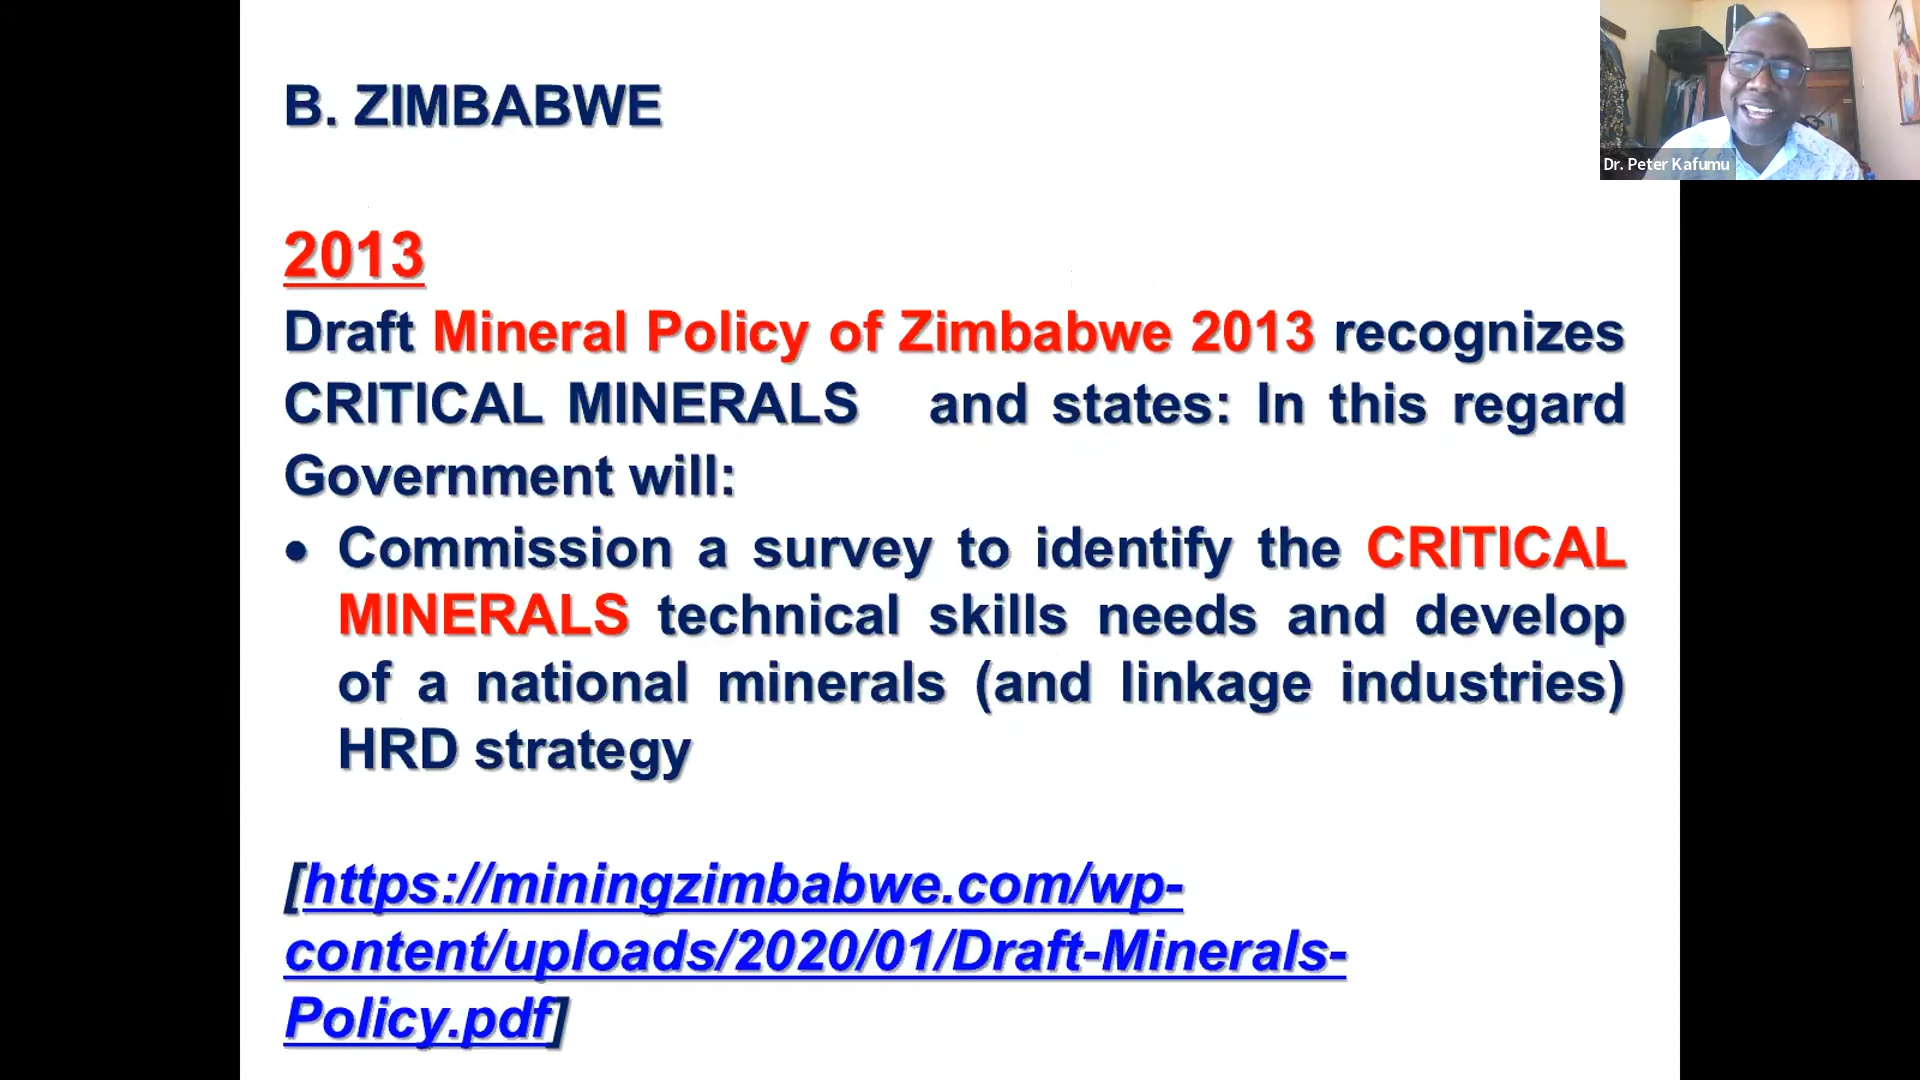 B. ZIMBABWE
Dr. Peter Kafumu
2013
Draft Mineral Policy of Zimbabwe 2013 recognizes
CRITICAL MINERALS and states: In this regard
Government will:
• Commission a survey to identify the CRITICAL
MINERALS technical skills needs and develop
of a national minerals (and linkage industries)
HRD strategy
[https://miningzimbabwe.com/wp-
content/uploads/2020/01/Draft-Minerals-
Policy.pdf]